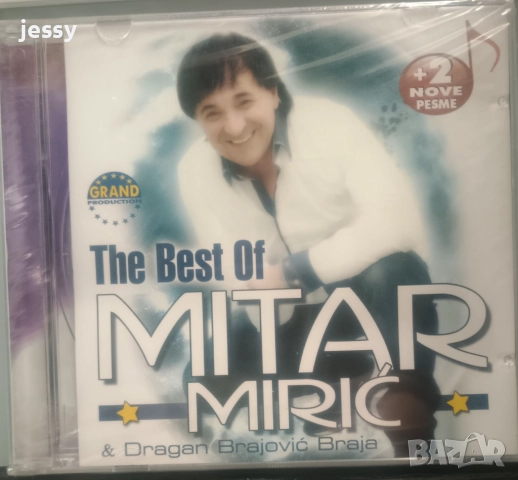 jessy
+2
NOVE
PESME
GRAND
PRODUCTION
The Best Of
MITAR
MIRIĆ
& Dragan Brajović Braja
BAZAR